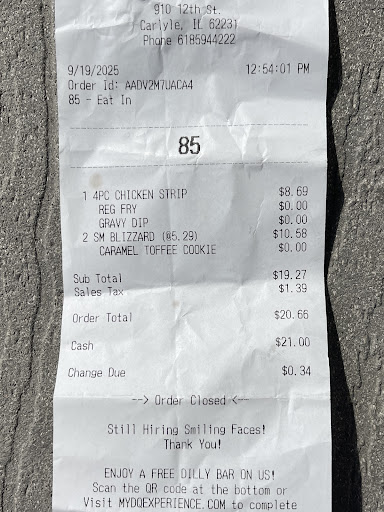 910 12th St.
Carlyle, IL 62231
Phone 6185944222
9/19/2025 12:54:01 PM
Order Id: AADV2M7UACA4
85 - Eat In
85
1 4PC CHICKEN STRIP $8.69
REG FRY $0.00
GRAVY DIP $0.00
2 SM BLIZZARD (@5.29) $10.58
CARAMEL TOFFEE COOKIE $0.00
Sub Total $19.27
Sales Tax $1.39
Order Total $20.66
Cash $21.00
Change Due $0.34
--> Order Closed <--
Still Hiring Smiling Faces!
Thank You!
ENJOY A FREE DILLY BAR ON US!
Scan the QR code at the bottom or
Visit MYDQEXPERIENCE.COM to complete